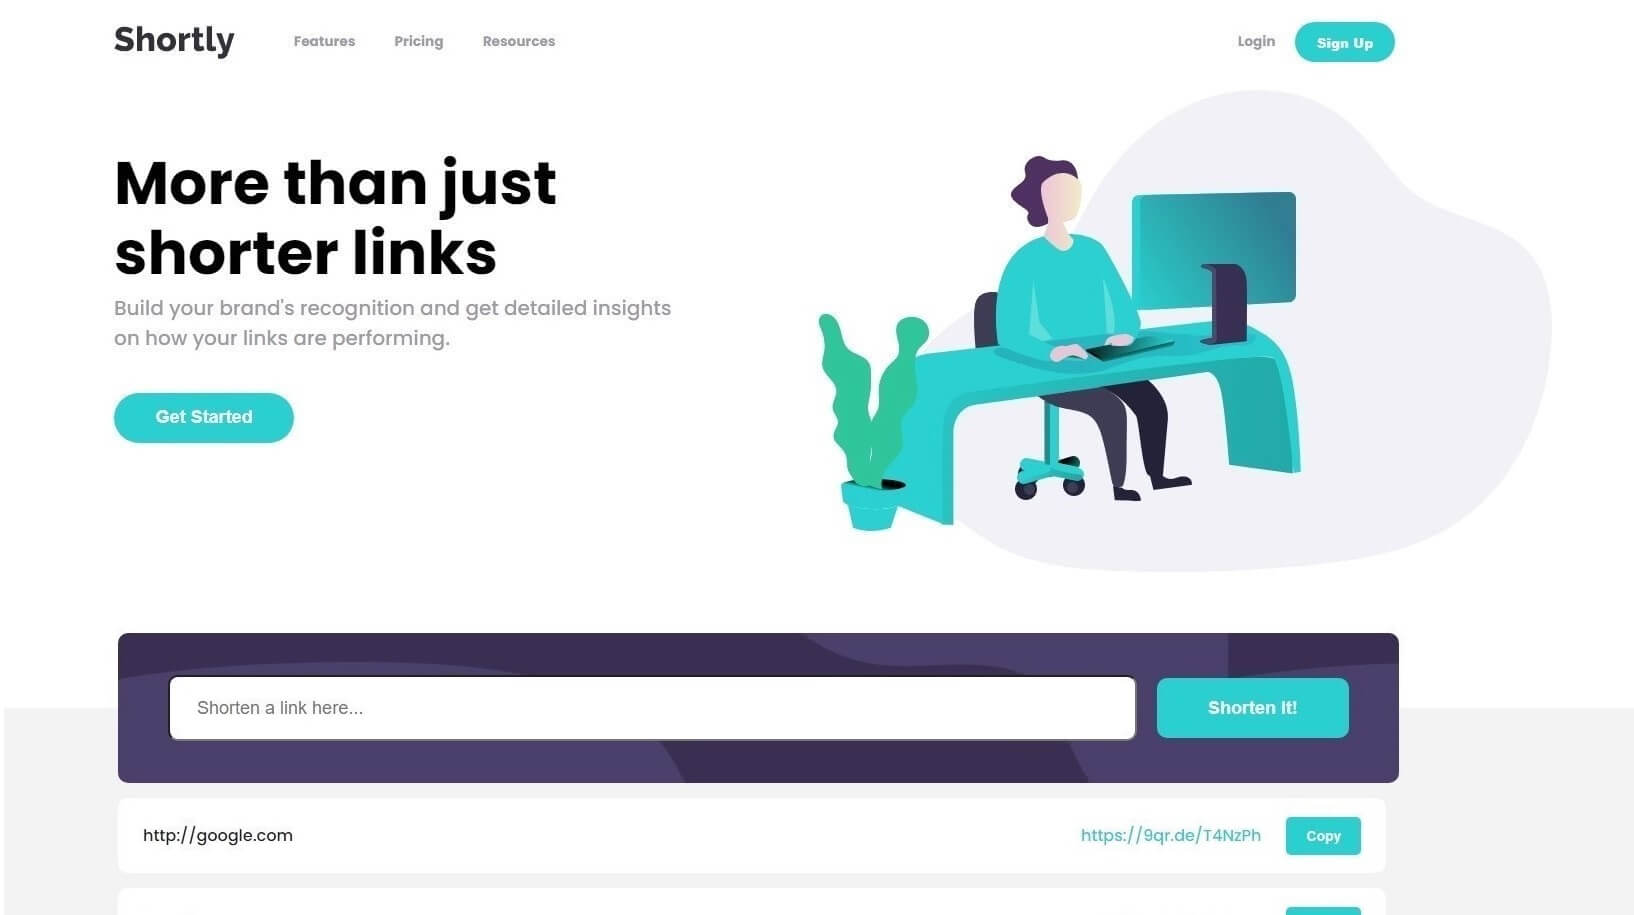 Shortly Features Pricing Resources Login Sign Up
More than just
shorter links
Build your brand's recognition and get detailed insights
on how your links are performing.
Get Started
Shorten a link here... Shorten It!
http://google.com https://9qr.de/T4NzPh Copy